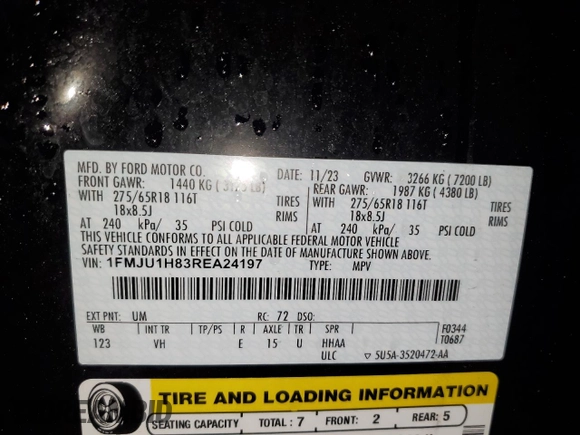 MFD. BY FORD MOTOR CO.
DATE: 11/23 GVWR: 3266 KG ( 7200 LB)
FRONT GAWR: 1440 KG ( LB) REAR GAWR: 1987 KG ( 4380 LB)
WITH 275/65R18 116T TIRES WITH 275/65R18 116T TIRES
18x8.5J RIMS 18x8.5J RIMS
AT 240 kPa/ 35 PSI COLD AT 240 kPa/ 35 PSI COLD
THIS VEHICLE CONFORMS TO ALL APPLICABLE FEDERAL MOTOR VEHICLE
SAFETY STANDARDS IN EFFECT ON THE DATE OF MANUFACTURE SHOWN ABOVE.
VIN: 1FMJU1H83REA24197 TYPE: MPV
EXT PNT: UM RC: 72 DSO:
WB INT TR TP/PS R AXLE TR SPR F0344
123 VH E 15 U HHAA T0687
ULC 5U5A-3520472-AA
TIRE AND LOADING INFORMATION
SEATING CAPACITY TOTAL: 7 FRONT: 2 REAR: 5